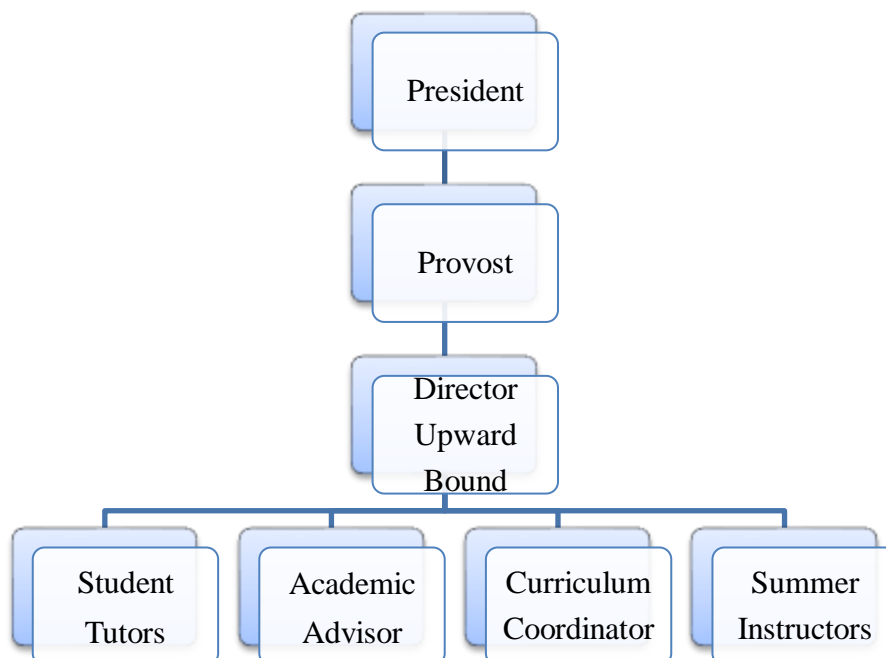 President
Provost
Director
Upward
Bound
Student
Tutors
Academic
Advisor
Curriculum
Coordinator
Summer
Instructors